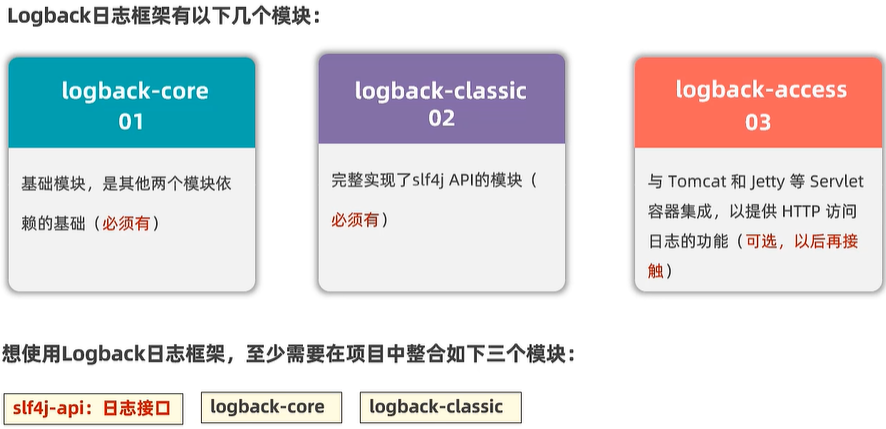 Logback日志框架有以下几个模块：
logback-core
01
基础模块，是其他两个模块依
赖的基础（必须有）
logback-classic
02
完整实现了slf4j API的模块（
必须有）
logback-access
03
与 Tomcat 和 Jetty 等 Servlet
容器集成，以提供 HTTP 访问
日志的功能（可选，以后再接
触）
想使用Logback日志框架，至少需要在项目中整合如下三个模块：
slf4j-api：日志接口
logback-core
logback-classic